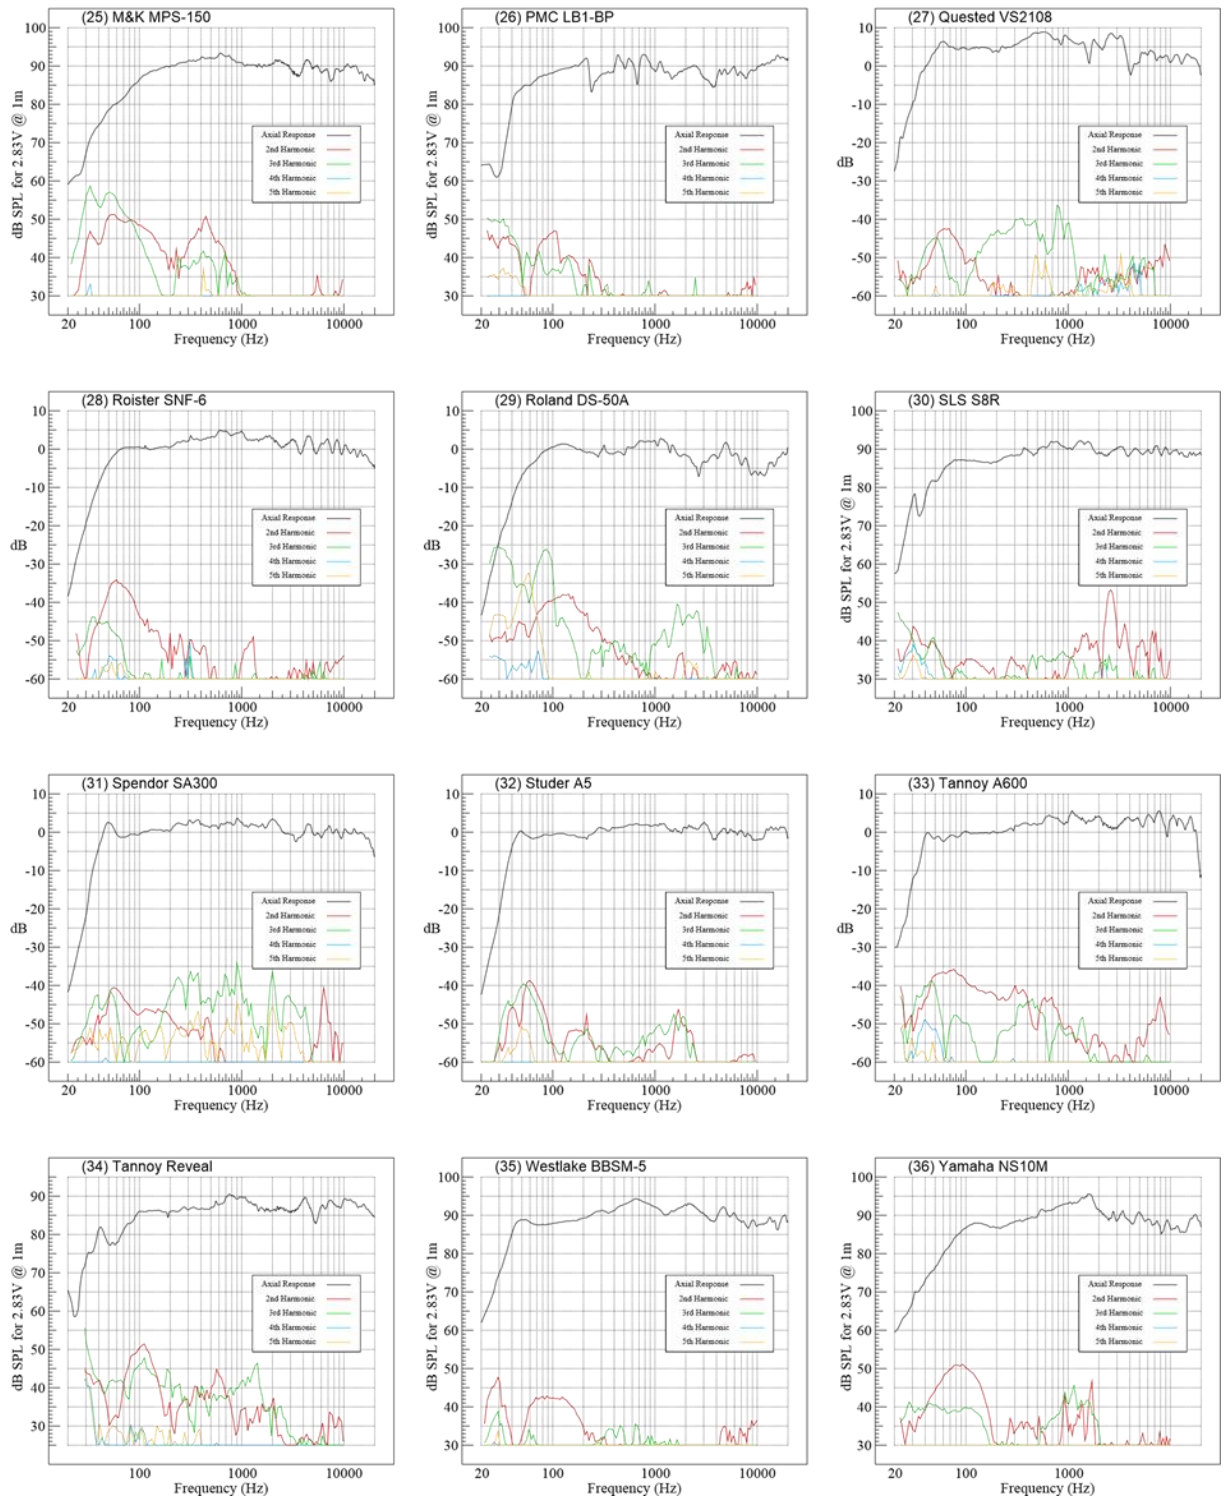 (25) M&K MPS-150
100
90
80
70
60
50
40
30
dB SPL for 2.83V @ 1m
Axial Response
2nd Harmonic
3rd Harmonic
4th Harmonic
5th Harmonic
20 100 1000 10000
Frequency (Hz)
(26) PMC LB1-BP
100
90
80
70
60
50
40
30
dB SPL for 2.83V @ 1m
Axial Response
2nd Harmonic
3rd Harmonic
4th Harmonic
5th Harmonic
20 100 1000 10000
Frequency (Hz)
(27) Quested VS2108
10
0
-10
-20
dB
-30
-40
-50
-60
Axial Response
2nd Harmonic
3rd Harmonic
4th Harmonic
5th Harmonic
20 100 1000 10000
Frequency (Hz)
(28) Roister SNF-6
10
0
-10
-20
dB
-30
-40
-50
-60
Axial Response
2nd Harmonic
3rd Harmonic
4th Harmonic
5th Harmonic
20 100 1000 10000
Frequency (Hz)
(29) Roland DS-50A
10
0
-10
-20
dB
-30
-40
-50
-60
Axial Response
2nd Harmonic
3rd Harmonic
4th Harmonic
5th Harmonic
20 100 1000 10000
Frequency (Hz)
(30) SLS S8R
100
90
80
70
60
50
40
30
dB SPL for 2.83V @ 1m
Axial Response
2nd Harmonic
3rd Harmonic
4th Harmonic
5th Harmonic
20 100 1000 10000
Frequency (Hz)
(31) Spendor SA300
10
0
-10
-20
dB
-30
-40
-50
-60
Axial Response
2nd Harmonic
3rd Harmonic
4th Harmonic
5th Harmonic
20 100 1000 10000
Frequency (Hz)
(32) Studer A5
10
0
-10
-20
dB
-30
-40
-50
-60
Axial Response
2nd Harmonic
3rd Harmonic
4th Harmonic
5th Harmonic
20 100 1000 10000
Frequency (Hz)
(33) Tannoy A600
10
0
-10
-20
dB
-30
-40
-50
-60
Axial Response
2nd Harmonic
3rd Harmonic
4th Harmonic
5th Harmonic
20 100 1000 10000
Frequency (Hz)
(34) Tannoy Reveal
90
80
70
60
50
40
30
dB SPL for 2.83V @ 1m
Axial Response
2nd Harmonic
3rd Harmonic
4th Harmonic
5th Harmonic
100 1000 10000
Frequency (Hz)
(35) Westlake BBSM-5
100
90
80
70
60
50
40
30
dB SPL for 2.83V @ 1m
Axial Response
2nd Harmonic
3rd Harmonic
4th Harmonic
5th Harmonic
20 100 1000 10000
Frequency (Hz)
(36) Yamaha NS10M
100
90
80
70
60
50
40
30
dB SPL for 2.83V @ 1m
Axial Response
2nd Harmonic
3rd Harmonic
4th Harmonic
5th Harmonic
20 100 1000 10000
Frequency (Hz)